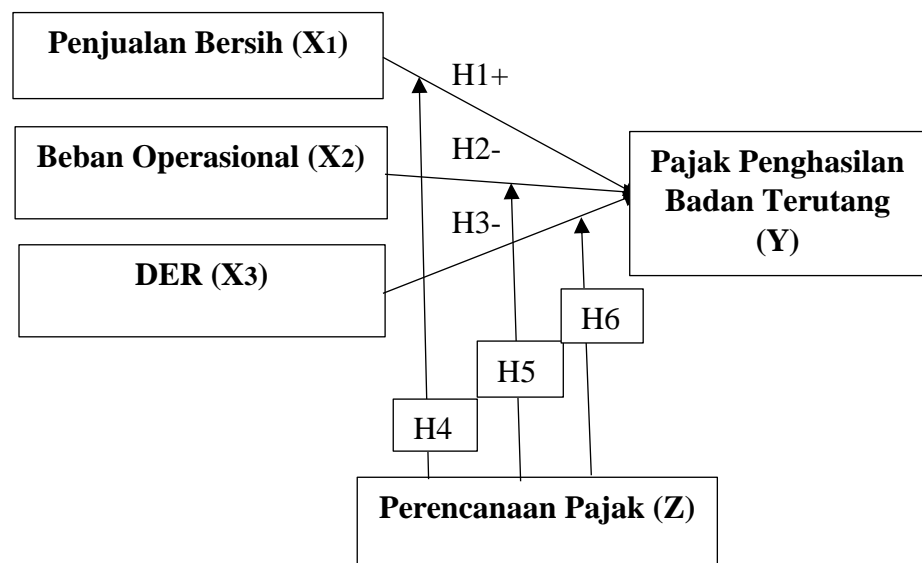 Penjualan Bersih (X1)
H1+
Beban Operasional (X2)
H2-
Pajak Penghasilan
Badan Terutang
(Y)
H3-
DER (X3)
H6
H5
H4
Perencanaan Pajak (Z)